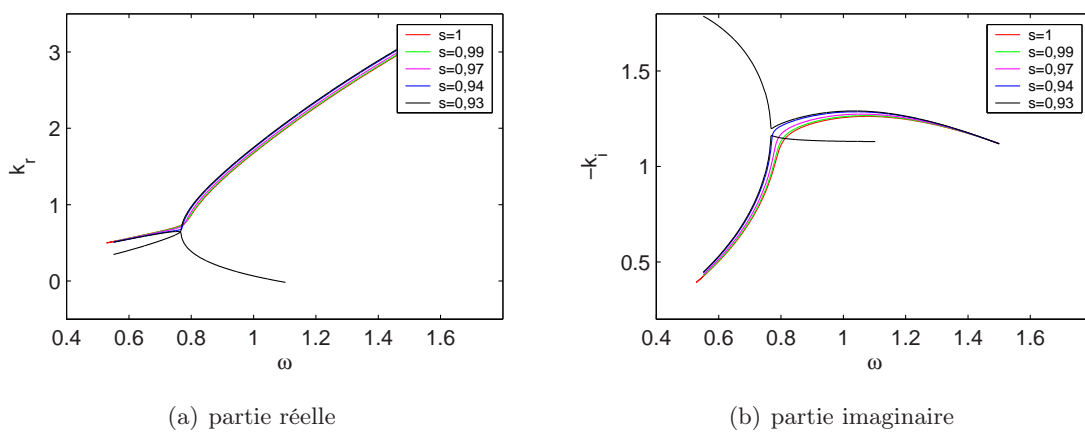 3
2
1
0
k_r
0.4 0.6 0.8 1 1.2 1.4 1.6
ω
s=1
s=0,99
s=0,97
s=0,94
s=0,93
(a) partie réelle
1.5
1
0.5
−k_i
0.4 0.6 0.8 1 1.2 1.4 1.6
ω
s=1
s=0,99
s=0,97
s=0,94
s=0,93
(b) partie imaginaire